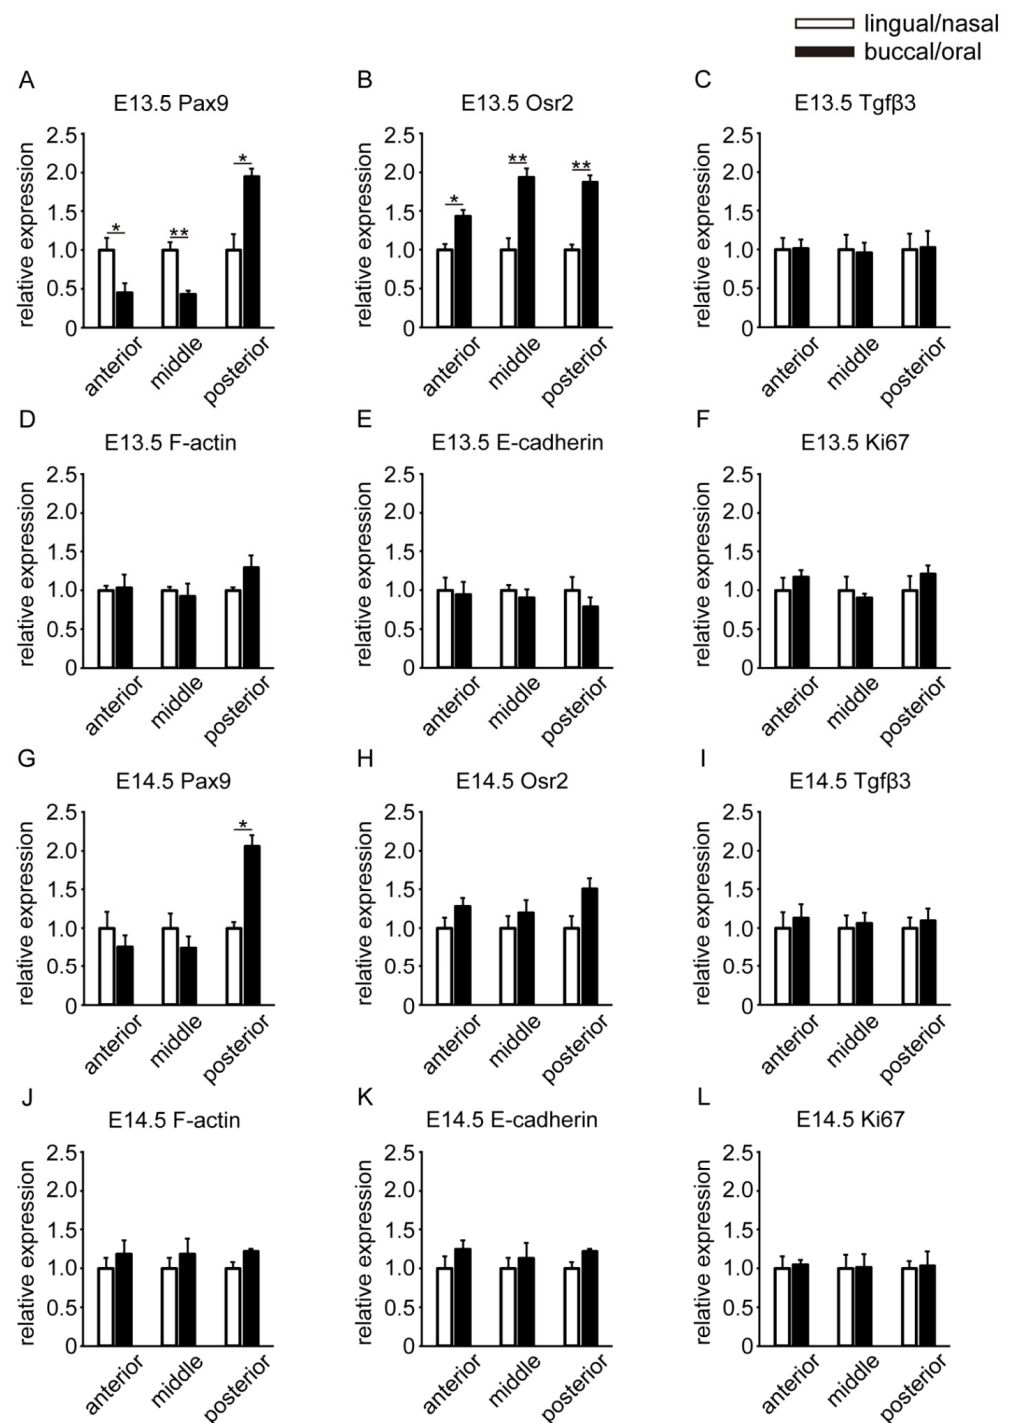 lingual/nasal
buccal/oral
A
B
C
E13.5 Pax9
E13.5 Osr2
E13.5 Tgfβ3
relative expression
2.5
2.0
1.5
1.0
0.5
0
*
**
*
anterior
middle
posterior
relative expression
2.5
2.0
1.5
1.0
0.5
0
*
**
**
anterior
middle
posterior
relative expression
2.5
2.0
1.5
1.0
0.5
0
anterior
middle
posterior
D
E
F
E13.5 F-actin
E13.5 E-cadherin
E13.5 Ki67
relative expression
2.5
2.0
1.5
1.0
0.5
0
anterior
middle
posterior
relative expression
2.5
2.0
1.5
1.0
0.5
0
anterior
middle
posterior
relative expression
2.5
2.0
1.5
1.0
0.5
0
anterior
middle
posterior
G
H
I
E14.5 Pax9
E14.5 Osr2
E14.5 Tgfβ3
relative expression
2.5
2.0
1.5
1.0
0.5
0
*
anterior
middle
posterior
relative expression
2.5
2.0
1.5
1.0
0.5
0
anterior
middle
posterior
relative expression
2.5
2.0
1.5
1.0
0.5
0
anterior
middle
posterior
J
K
L
E14.5 F-actin
E14.5 E-cadherin
E14.5 Ki67
relative expression
2.5
2.0
1.5
1.0
0.5
0
anterior
middle
posterior
relative expression
2.5
2.0
1.5
1.0
0.5
0
anterior
middle
posterior
relative expression
2.5
2.0
1.5
1.0
0.5
0
anterior
middle
posterior